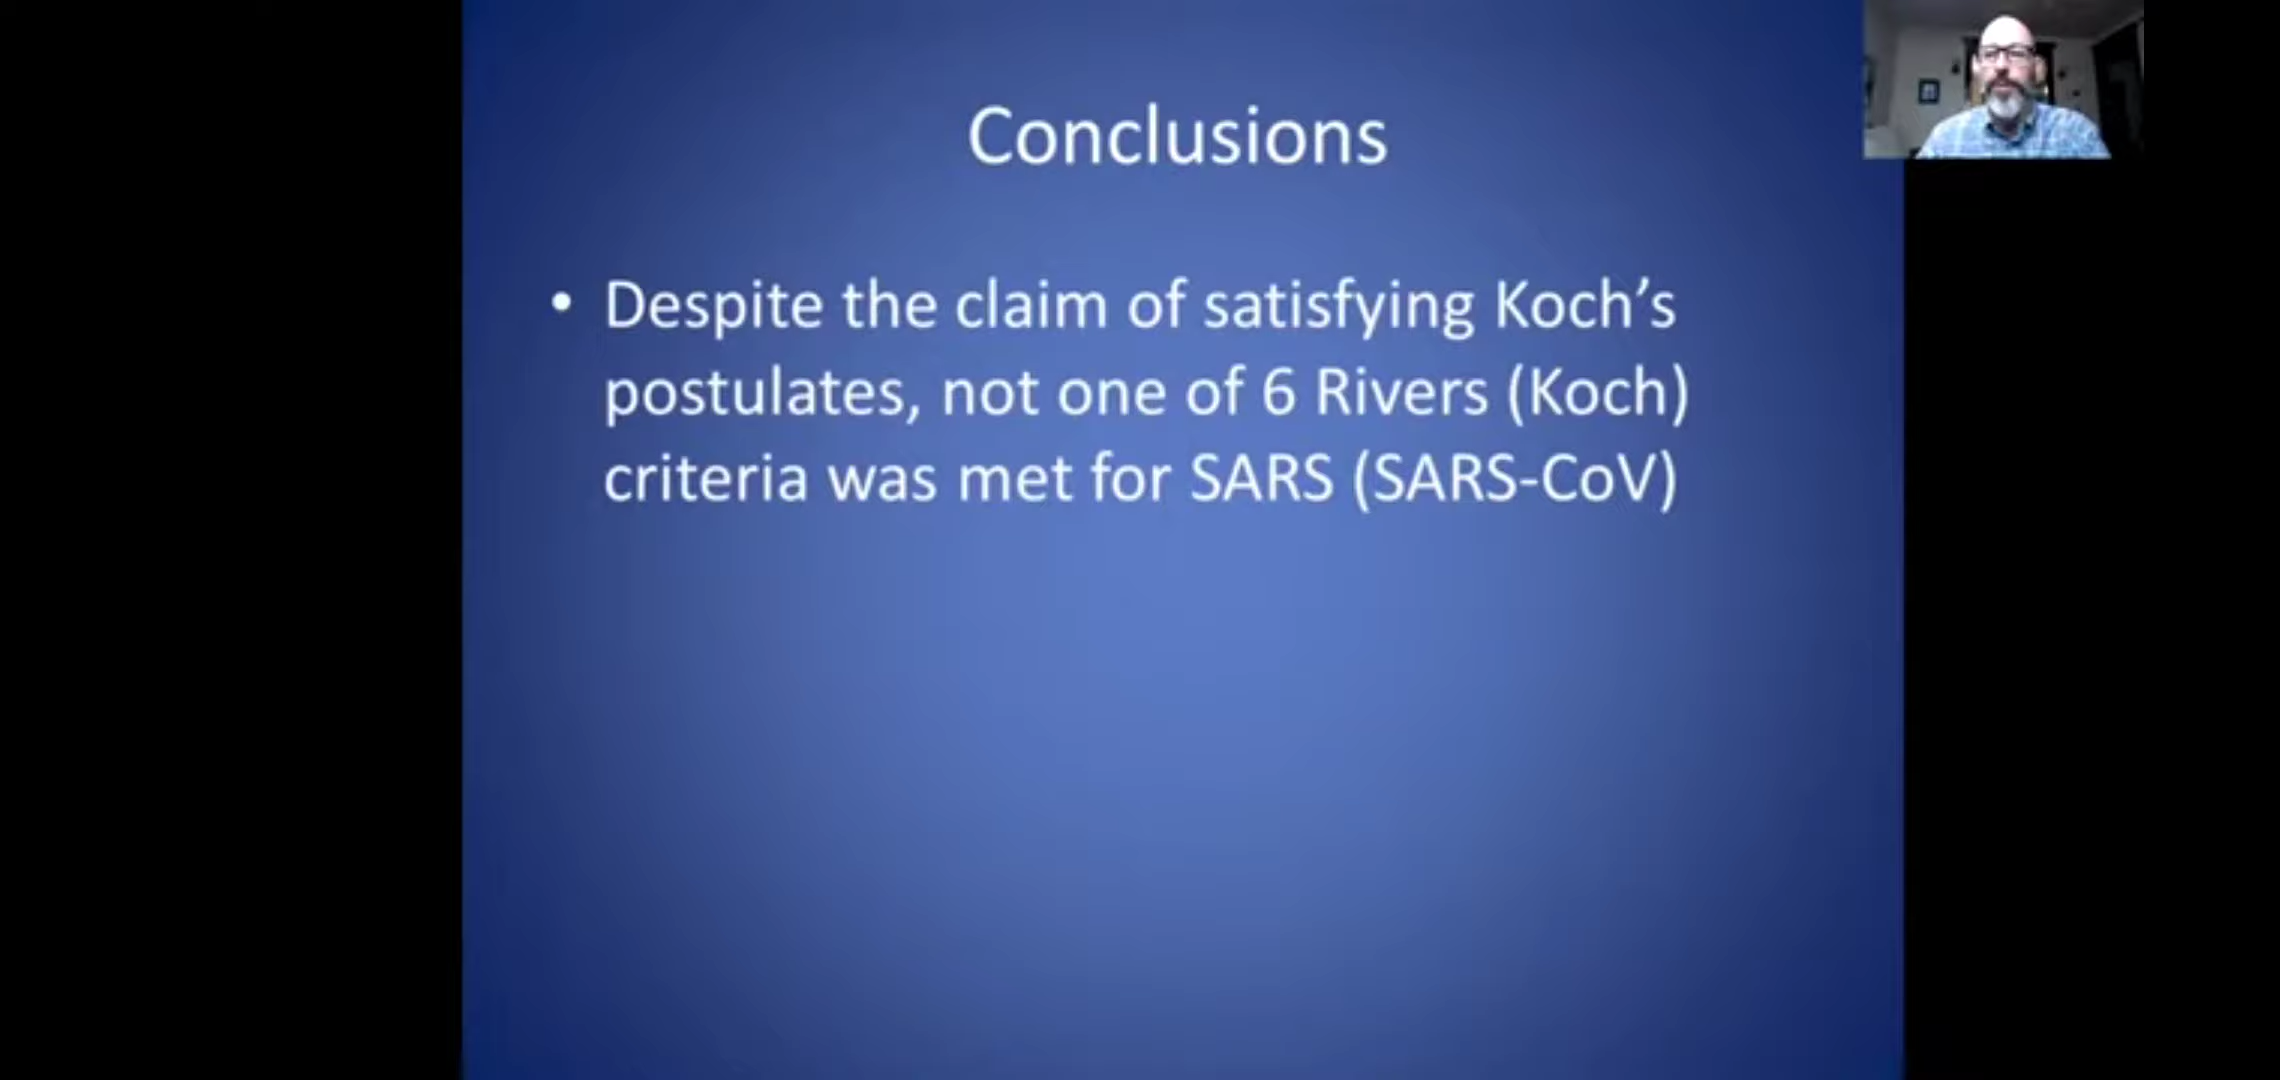 Conclusions
• Despite the claim of satisfying Koch's
postulates, not one of 6 Rivers (Koch)
criteria was met for SARS (SARS-CoV)